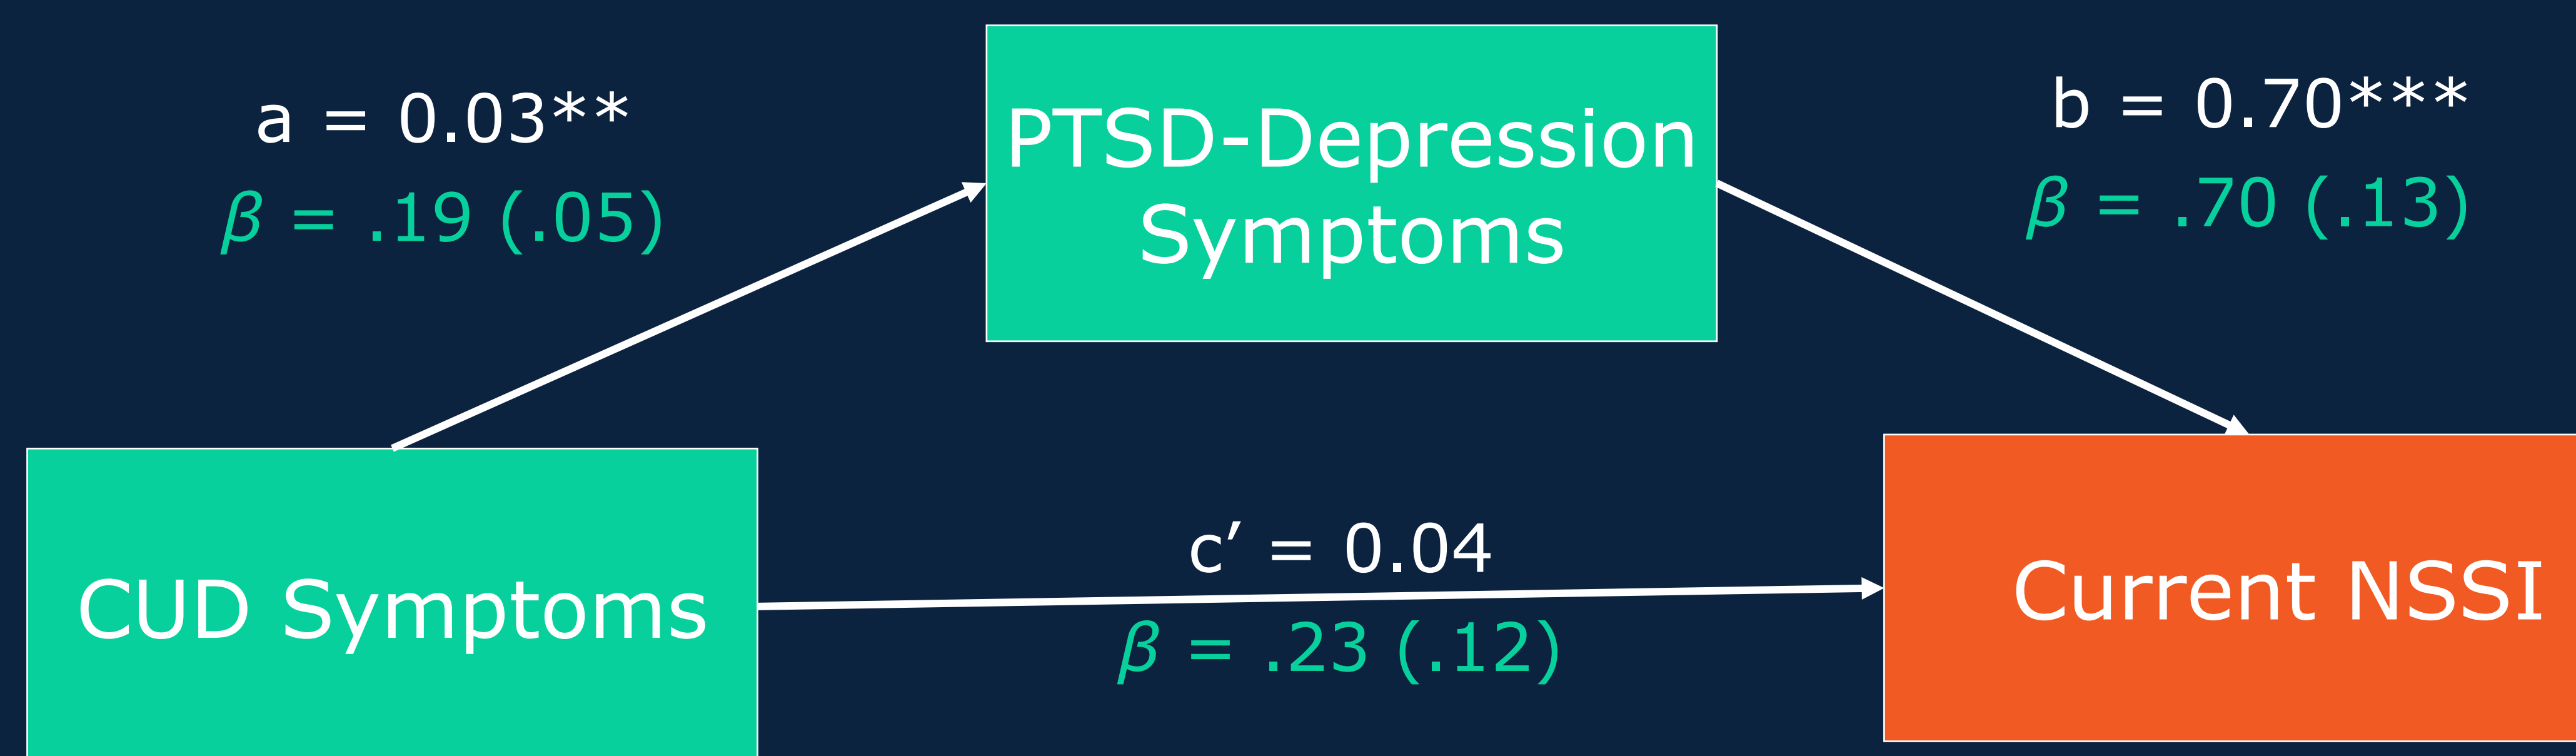 a = 0.03**
β = .19 (.05)
PTSD-Depression
Symptoms
b = 0.70***
β = .70 (.13)
CUD Symptoms
c′ = 0.04
β = .23 (.12)
Current NSSI